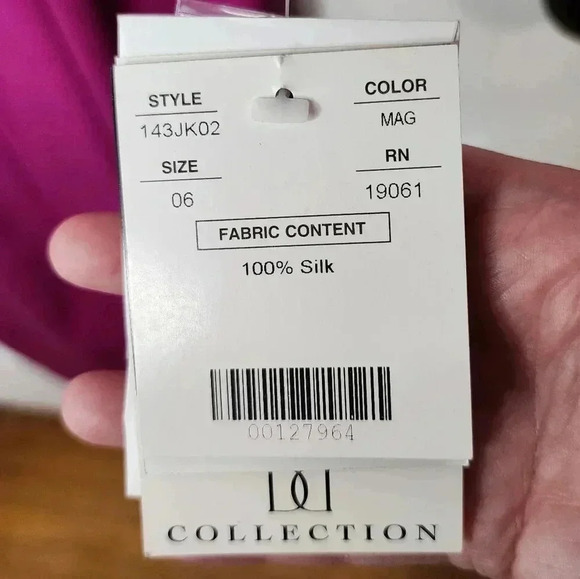 STYLE COLOR
143JK02 MAG
SIZE RN
06 19061
FABRIC CONTENT
100% Silk
00127964
COLLECTION